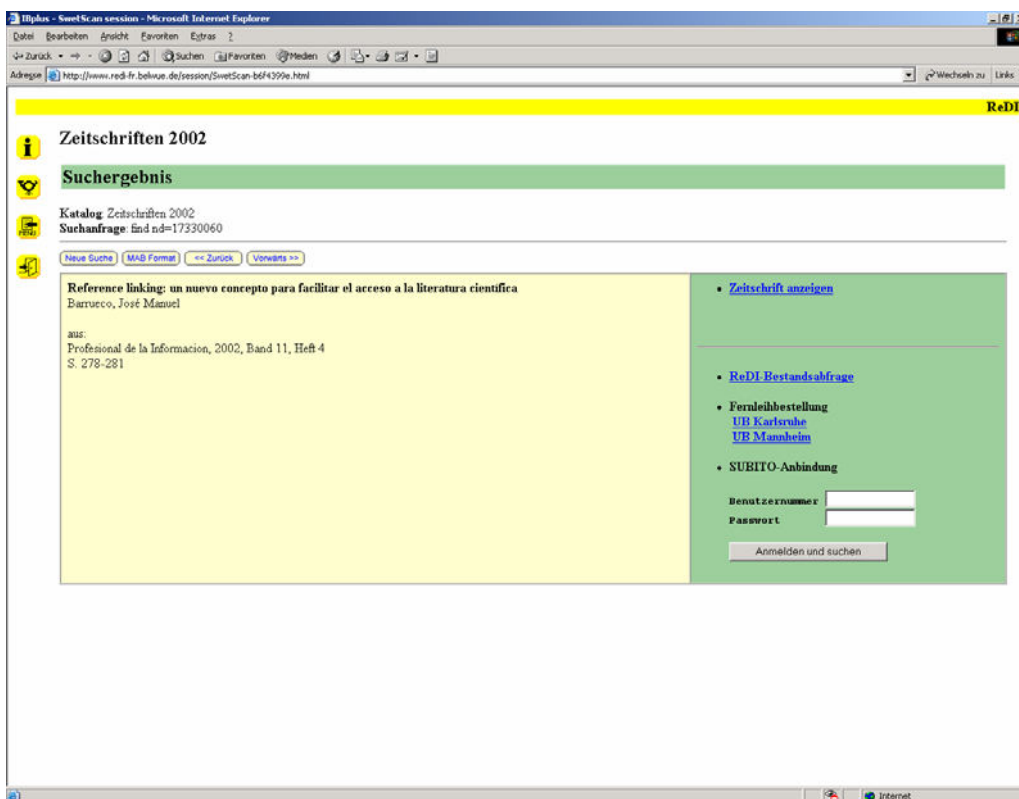 IBplus - SwetScan session - Microsoft Internet Explorer
Datei Bearbeiten Ansicht Favoriten Extras ?
Zurück Suchen Favoriten Medien
Adresse http://www.redi-fr.belwue.de/session/SwetScan-b6f4399e.html Wechseln zu Links
ReDI
Zeitschriften 2002
Suchergebnis
Katalog: Zeitschriften 2002
Suchanfrage: find nd=17330060
MENU
Neue Suche MAB Format << Zurück Vorwärts >>
Reference linking: un nuevo concepto para facilitar el acceso a la literatura científica
Barrueco, José Manuel
aus:
Profesional de la Informacion, 2002, Band 11, Heft 4
S. 278-281
• Zeitschrift anzeigen
• ReDI-Bestandsabfrage
• Fernleihbestellung
UB Karlsruhe
UB Mannheim
• SUBITO-Anbindung
Benutzernummer
Passwort
Anmelden und suchen
Internet